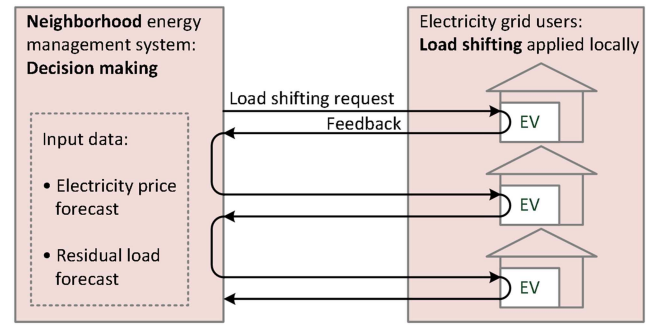 Neighborhood energy
management system:
Decision making
Input data:
• Electricity price
forecast
• Residual load
forecast
Load shifting request
Feedback
Electricity grid users:
Load shifting applied locally
EV
EV
EV